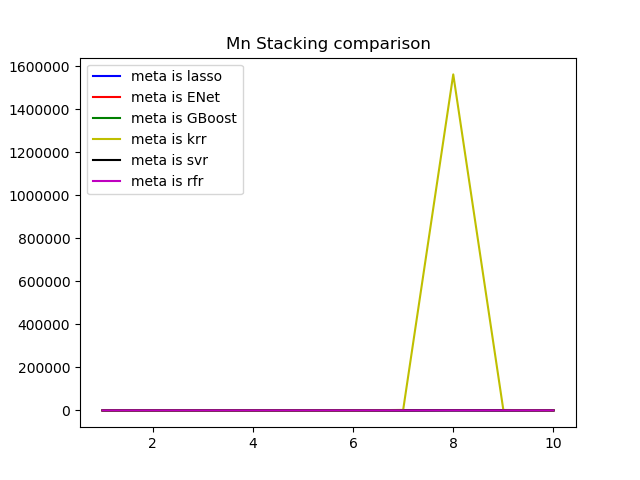 Mn Stacking comparison
1600000
1400000
1200000
1000000
800000
600000
400000
200000
0
meta is lasso
meta is ENet
meta is GBoost
meta is krr
meta is svr
meta is rfr
2 4 6 8 10